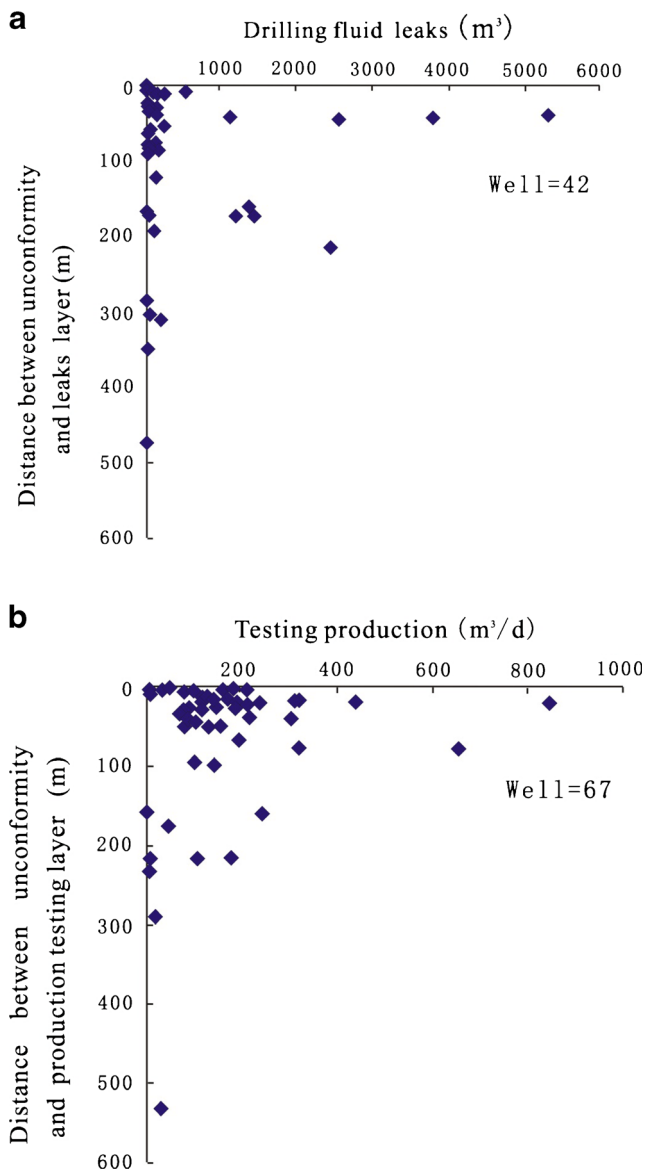 a
Drilling fluid leaks (m³)
0 1000 2000 3000 4000 5000 6000
100
200
300
400
500
600
Well=42
Distance between unconformity
and leaks layer (m)
b
Testing production (m³/d)
0 200 400 600 800 1000
100
200
300
400
500
600
Well=67
Distance between unconformity
and production testing layer (m)